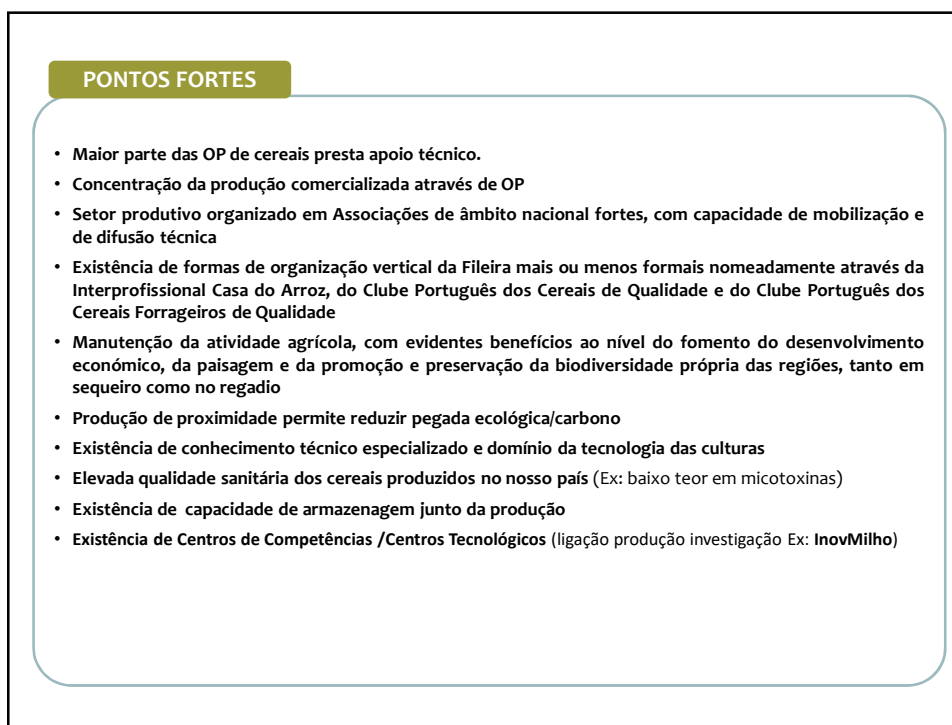 PONTOS FORTES
• Maior parte das OP de cereais presta apoio técnico.
• Concentração da produção comercializada através de OP
• Setor produtivo organizado em Associações de âmbito nacional fortes, com capacidade de mobilização e
de difusão técnica
• Existência de formas de organização vertical da Fileira mais ou menos formais nomeadamente através da
Interprofissional Casa do Arroz, do Clube Português dos Cereais de Qualidade e do Clube Português dos
Cereais Forrageiros de Qualidade
• Manutenção da atividade agrícola, com evidentes benefícios ao nível do fomento do desenvolvimento
económico, da paisagem e da promoção e preservação da biodiversidade própria das regiões, tanto em
sequeiro como no regadio
• Produção de proximidade permite reduzir pegada ecológica/carbono
• Existência de conhecimento técnico especializado e domínio da tecnologia das culturas
• Elevada qualidade sanitária dos cereais produzidos no nosso país (Ex: baixo teor em micotoxinas)
• Existência de capacidade de armazenagem junto da produção
• Existência de Centros de Competências /Centros Tecnológicos (ligação produção investigação Ex: InovMilho)